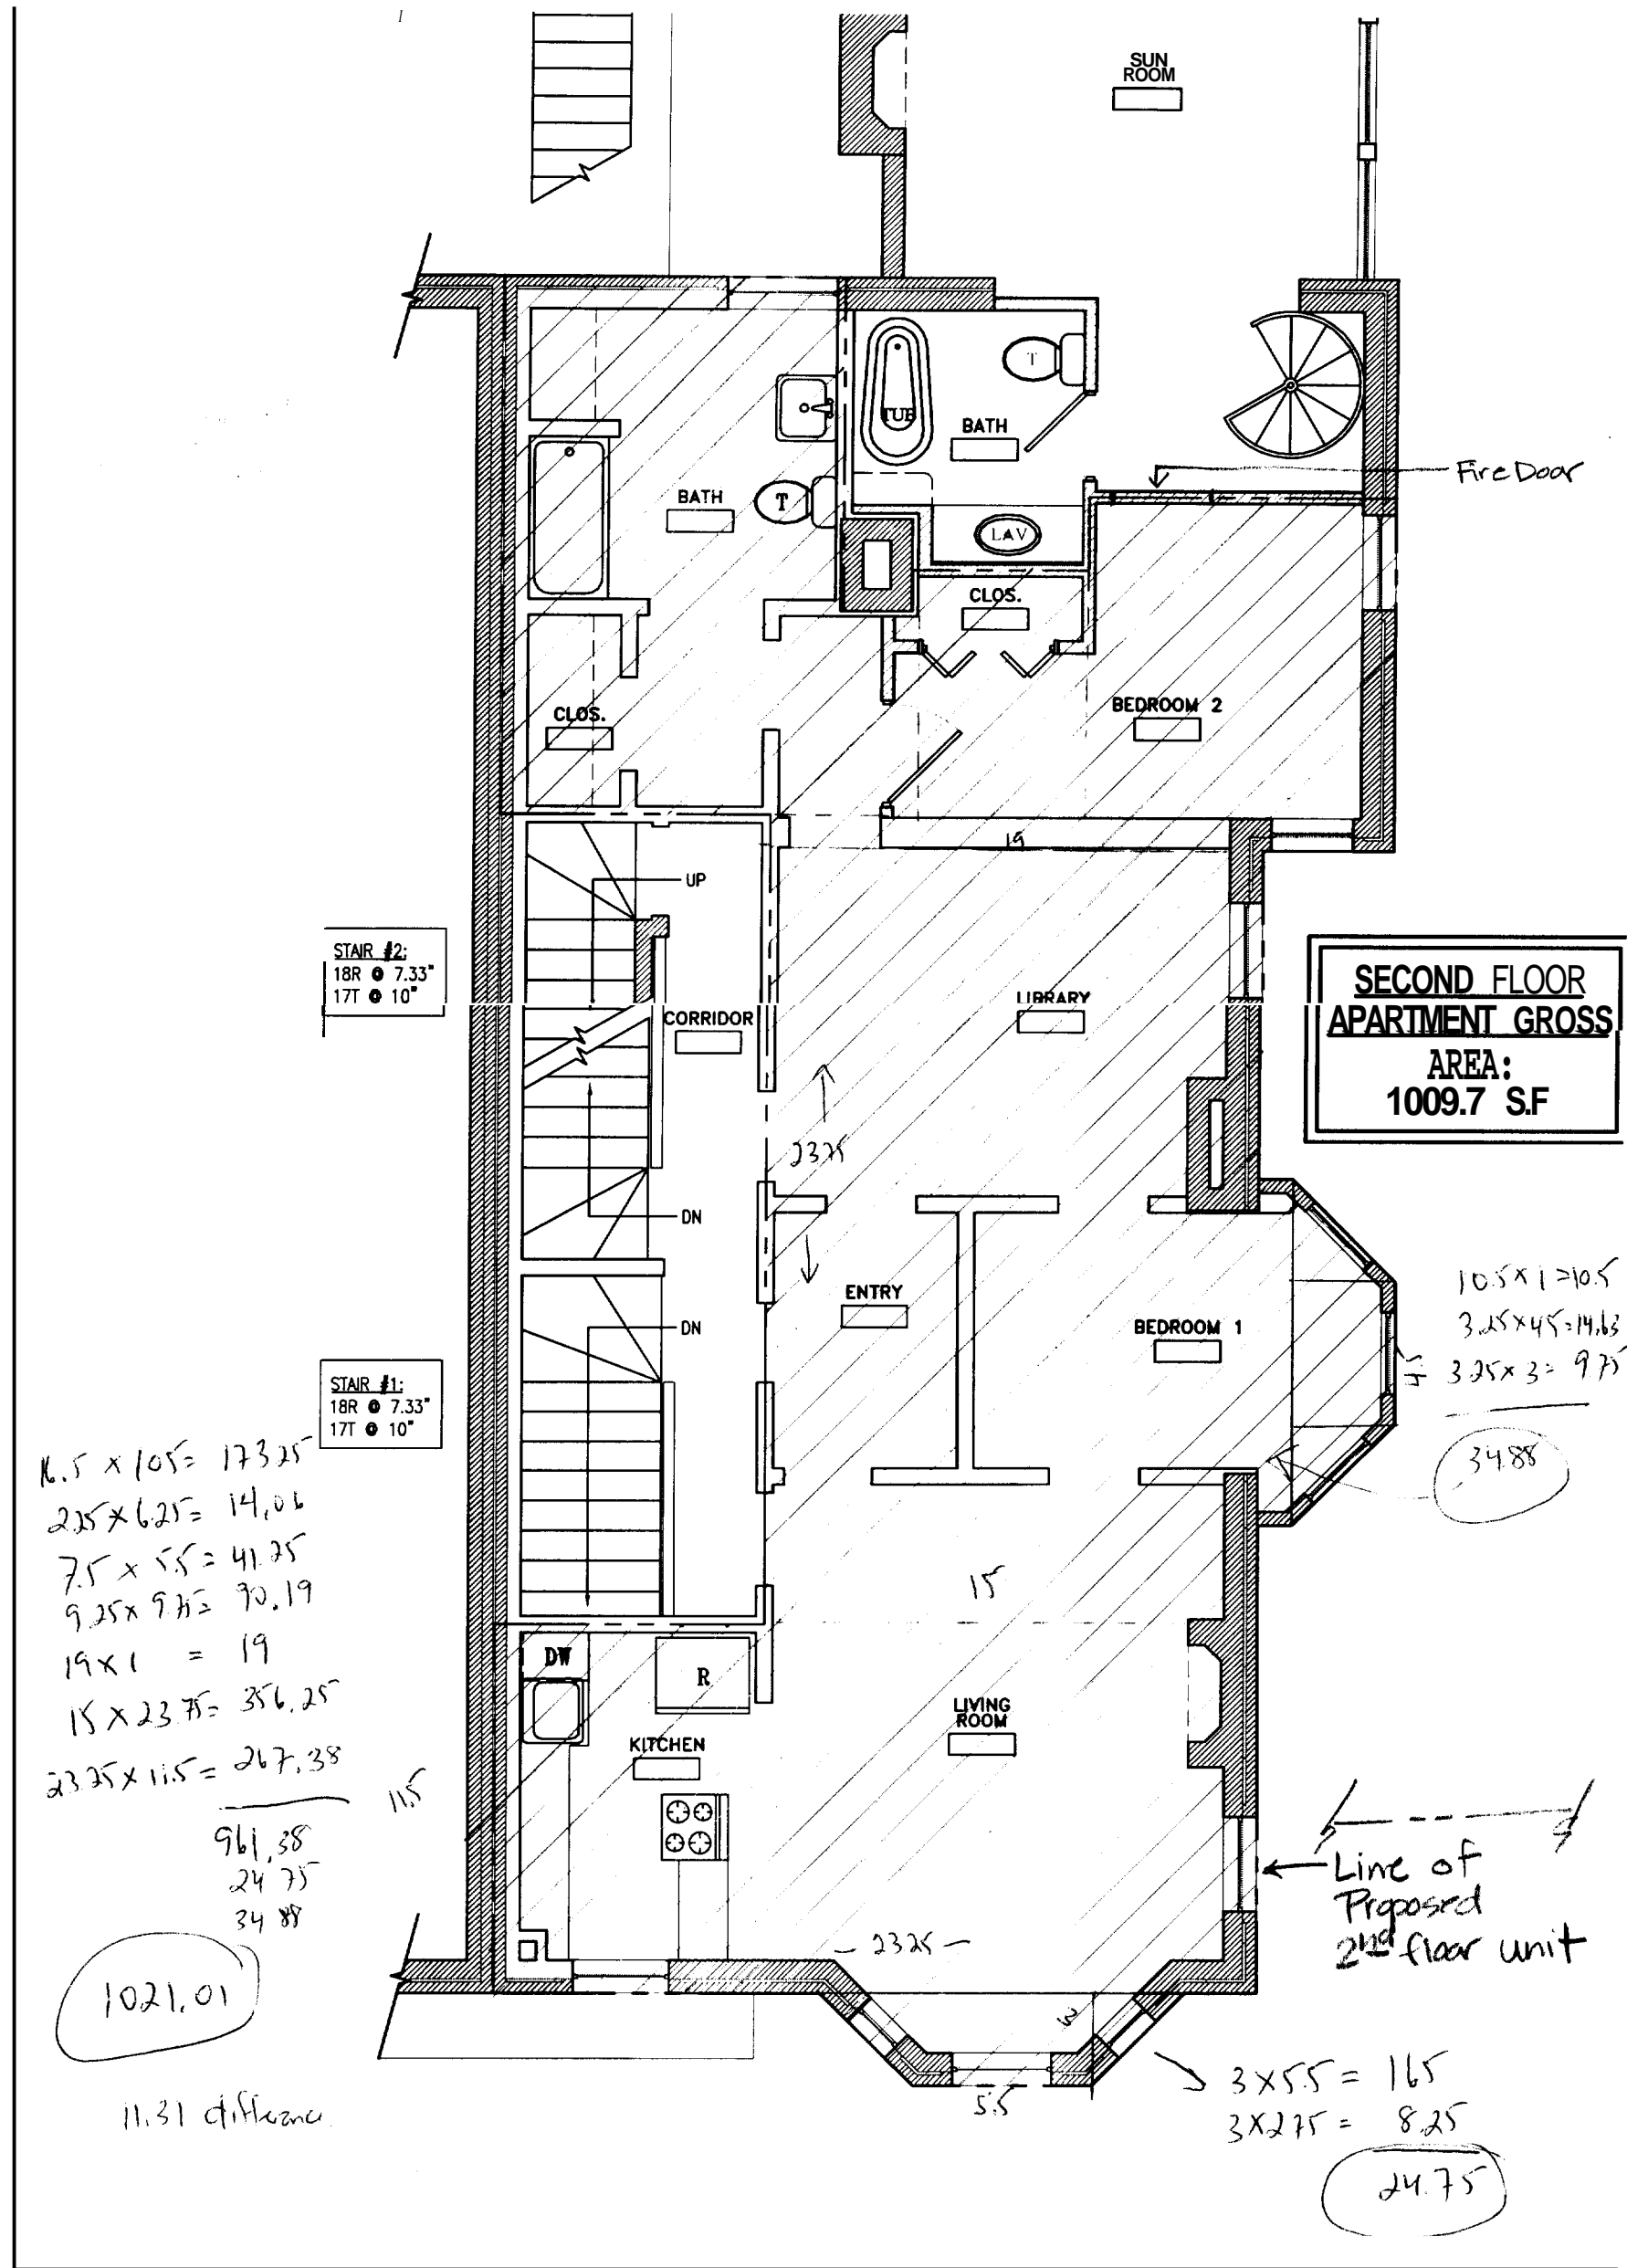 SUN
ROOM
TUB
T
BATH
Fire Door
BATH
T
LAV
CLOS.
BEDROOM 2
CLOS.
19
UP
STAIR #2:
18R @ 7.33"
17T @ 10"
CORRIDOR
LIBRARY
SECOND FLOOR
APARTMENT GROSS
AREA:
1009.7 S.F
23.75
DN
ENTRY
DN
BEDROOM 1
10.5 x 1 = 10.5
3.25 x 4.5 = 14.63
3.25 x 3 = 9.75
34.88
STAIR #1:
18R @ 7.33"
17T @ 10"
16.5 x 10.5 = 173.25
2.25 x 6.25 = 14.06
7.5 x 5.5 = 41.25
9.25 x 9.75 = 90.19
19 x 1 = 19
15 x 23.75 = 356.25
23.25 x 11.5 = 267.38
961.38
24.75
34.88
1021.01
11.31 difference
15
DW
R
LIVING
ROOM
KITCHEN
11.5
Line of
Proposed
2nd floor unit
- 23.25 -
3
5.5
3 x 5.5 = 16.5
3 x 2.75 = 8.25
24.75